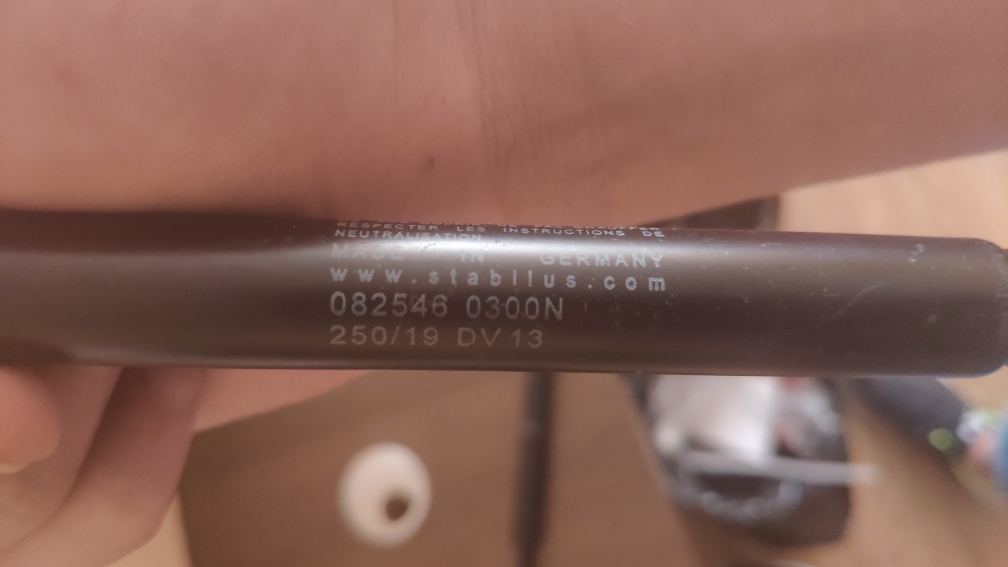 RESPECTER LES INSTRUCTIONS DE
NEUTRALISATION
MADE IN GERMANY
www.stabilus.com
082546 0300N
250/19 DV13